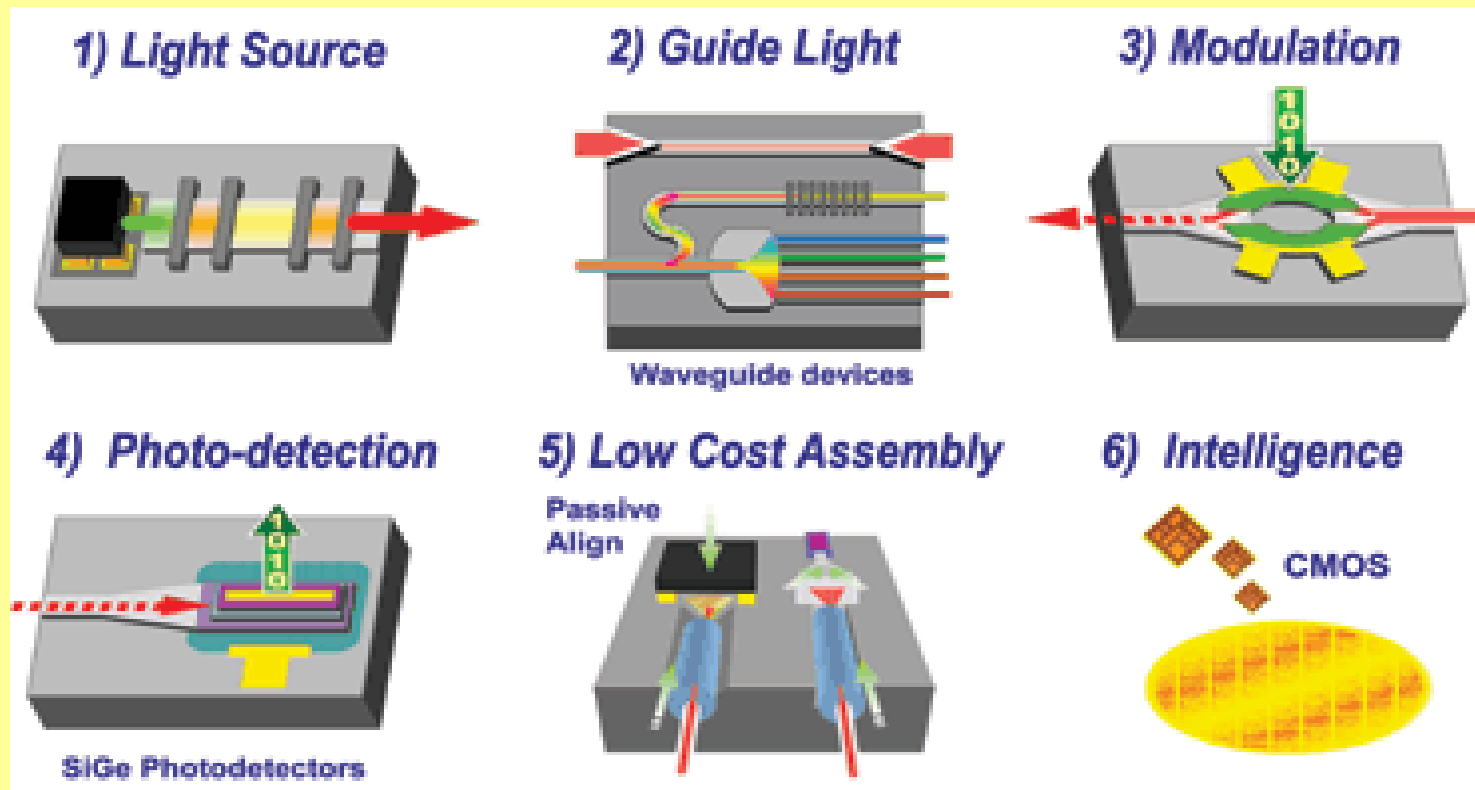 1) Light Source
2) Guide Light
3) Modulation
1010
Waveguide devices
4) Photo-detection
5) Low Cost Assembly
6) Intelligence
1010
Passive
Align
CMOS
SiGe Photodetectors